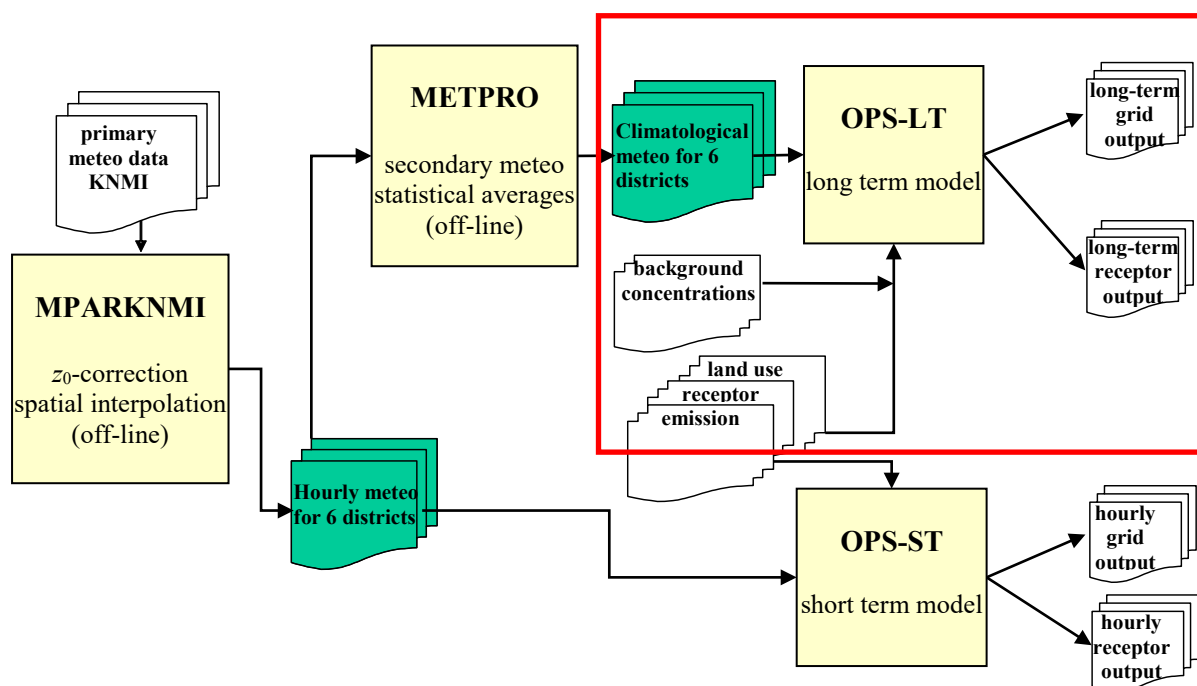 primary
meteo data
KNMI
MPARKNMI
z0-correction
spatial interpolation
(off-line)
METPRO
secondary meteo
statistical averages
(off-line)
Climatological
meteo for 6
districts
OPS-LT
long term model
long-term
grid
output
long-term
receptor
output
background
concentrations
land use
receptor
emission
Hourly meteo
for 6 districts
OPS-ST
short term model
hourly
grid
output
hourly
receptor
output